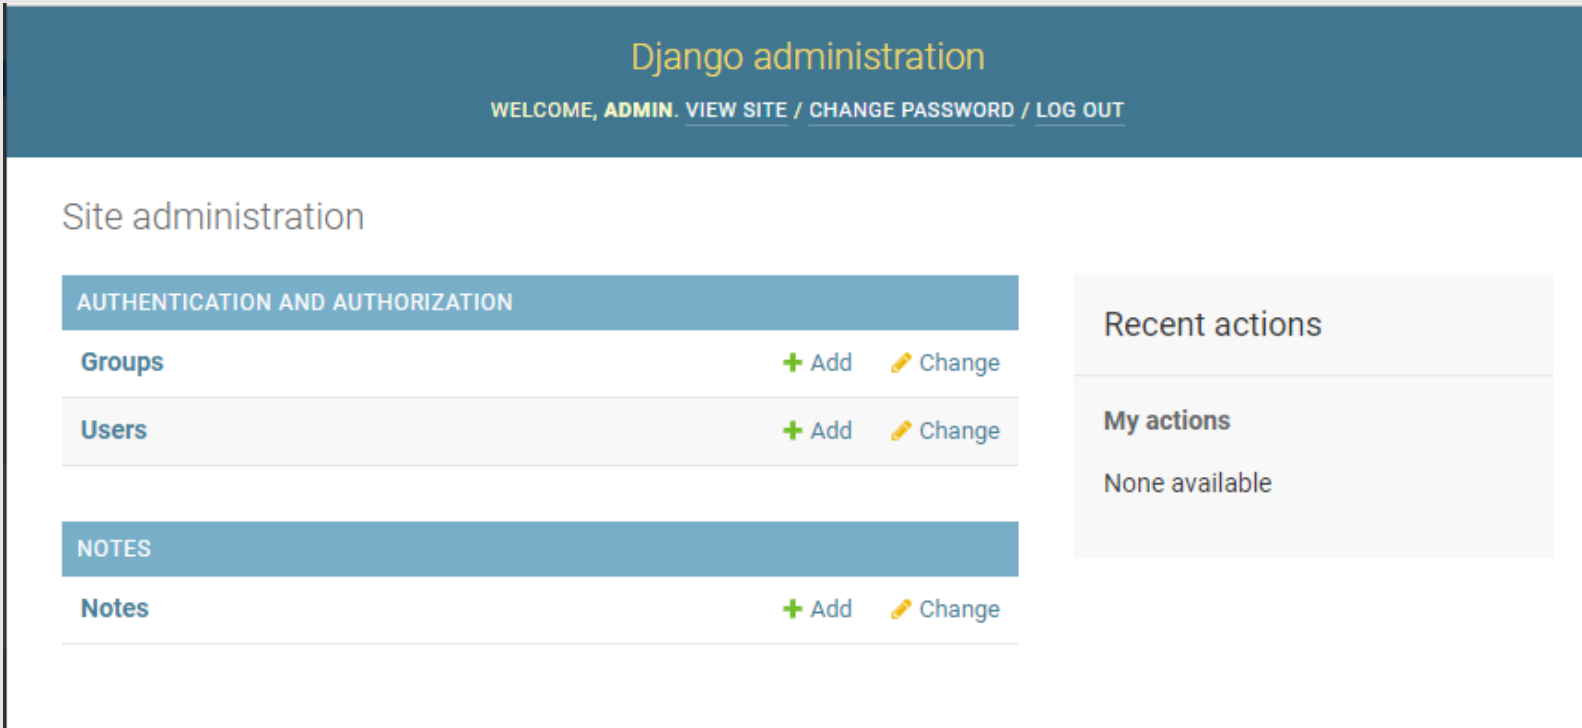 Django administration
WELCOME, ADMIN. VIEW SITE / CHANGE PASSWORD / LOG OUT
Site administration
AUTHENTICATION AND AUTHORIZATION
Groups Add Change
Users Add Change
NOTES
Notes Add Change
Recent actions
My actions
None available